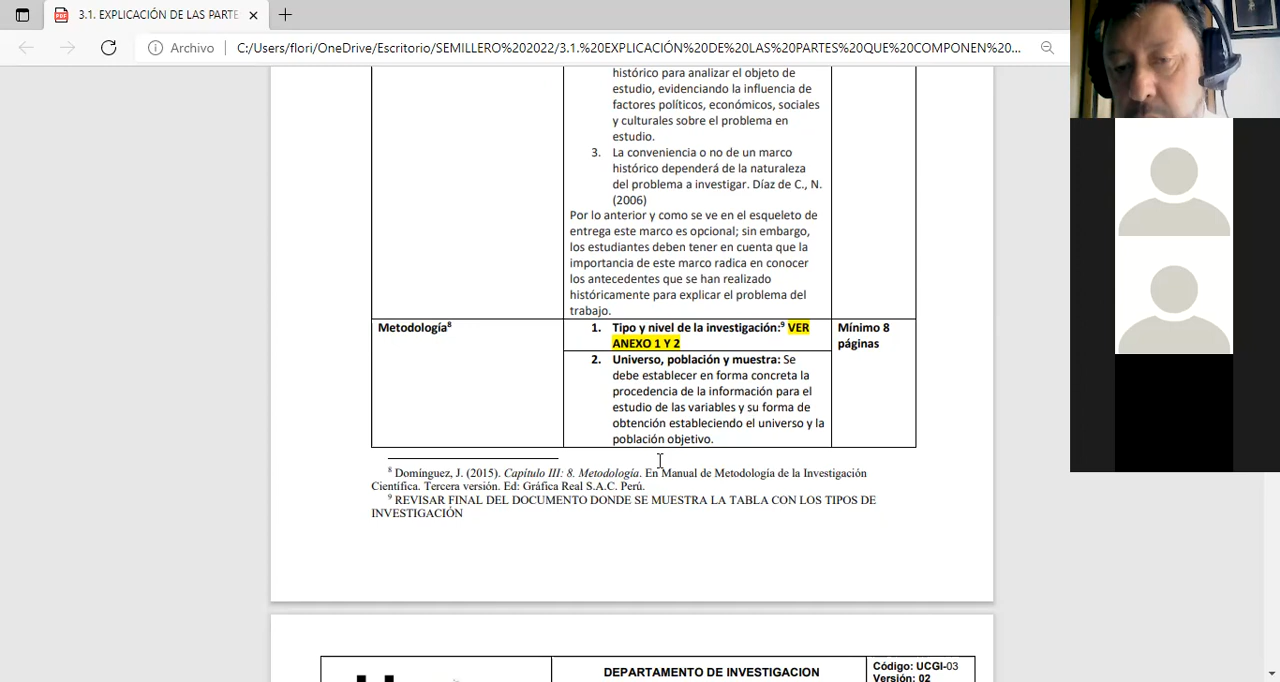 3.1. EXPLICACIÓN DE LAS PARTE
Archivo
C:/Users/flori/OneDrive/Escritorio/SEMILLERO%202022/3.1.%20EXPLICACIÓN%20DE%20LAS%20PARTES%20QUE%20COMPONEN%20...
histórico para analizar el objeto de
estudio, evidenciando la influencia de
factores políticos, económicos, sociales
y culturales sobre el problema en
estudio.
3. La conveniencia o no de un marco
histórico dependerá de la naturaleza
del problema a investigar. Díaz de C., N.
(2006)
Por lo anterior y como se ve en el esqueleto de
entrega este marco es opcional; sin embargo,
los estudiantes deben tener en cuenta que la
importancia de este marco radica en conocer
los antecedentes que se han realizado
históricamente para explicar el problema del
trabajo.
Metodología⁸
1. Tipo y nivel de la investigación:⁹ VER
ANEXO 1 Y 2
2. Universo, población y muestra: Se
debe establecer en forma concreta la
procedencia de la información para el
estudio de las variables y su forma de
obtención estableciendo el universo y la
población objetivo.
Mínimo 8
páginas
⁸ Domínguez, J. (2015). Capítulo III: 8. Metodología. En Manual de Metodología de la Investigación
Científica. Tercera versión. Ed: Gráfica Real S.A.C. Perú.
⁹ REVISAR FINAL DEL DOCUMENTO DONDE SE MUESTRA LA TABLA CON LOS TIPOS DE
INVESTIGACIÓN
DEPARTAMENTO DE INVESTIGACION
Código: UCGI-03
Versión: 02